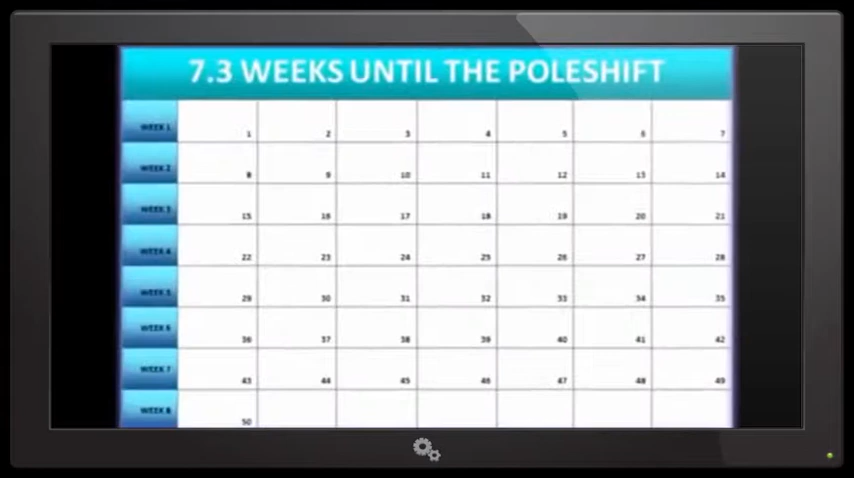 7.3 WEEKS UNTIL THE POLESHIFT
WEEK 1 1 2 3 4 5 6 7
WEEK 2 8 9 10 11 12 13 14
WEEK 3 15 16 17 18 19 20 21
WEEK 4 22 23 24 25 26 27 28
WEEK 5 29 30 31 32 33 34 35
WEEK 6 36 37 38 39 40 41 42
WEEK 7 43 44 45 46 47 48 49
WEEK 8 50